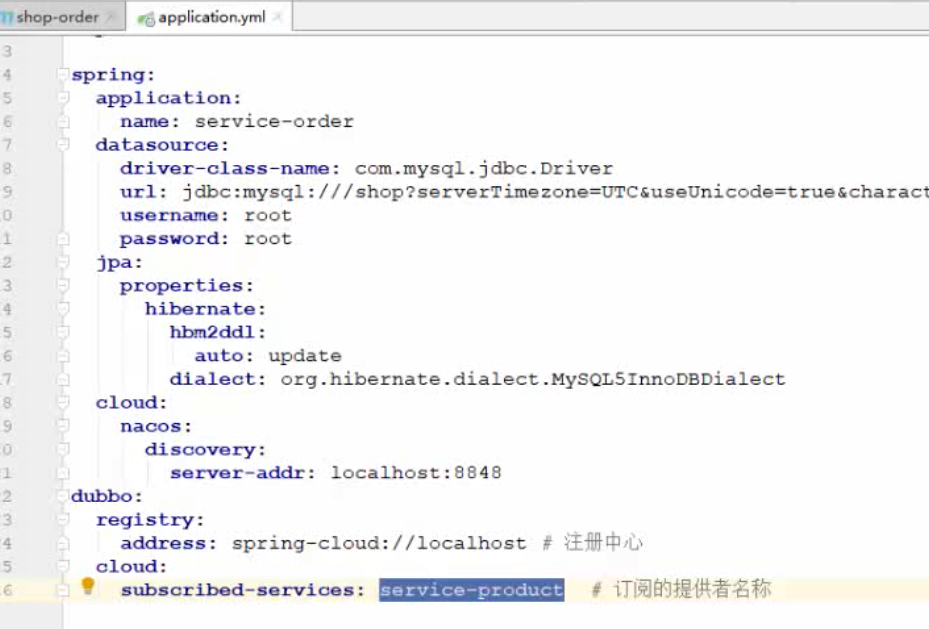 shop-order
application.yml
3
4 spring:
5   application:
6     name: service-order
7   datasource:
8     driver-class-name: com.mysql.jdbc.Driver
9     url: jdbc:mysql:///shop?serverTimezone=UTC&useUnicode=true&charact
0     username: root
1     password: root
2   jpa:
3     properties:
4       hibernate:
5         hbm2ddl:
6           auto: update
7         dialect: org.hibernate.dialect.MySQL5InnoDBDialect
8   cloud:
9     nacos:
0       discovery:
1         server-addr: localhost:8848
2 dubbo:
3   registry:
4     address: spring-cloud://localhost # 注册中心
5   cloud:
6     subscribed-services: service-product # 订阅的提供者名称